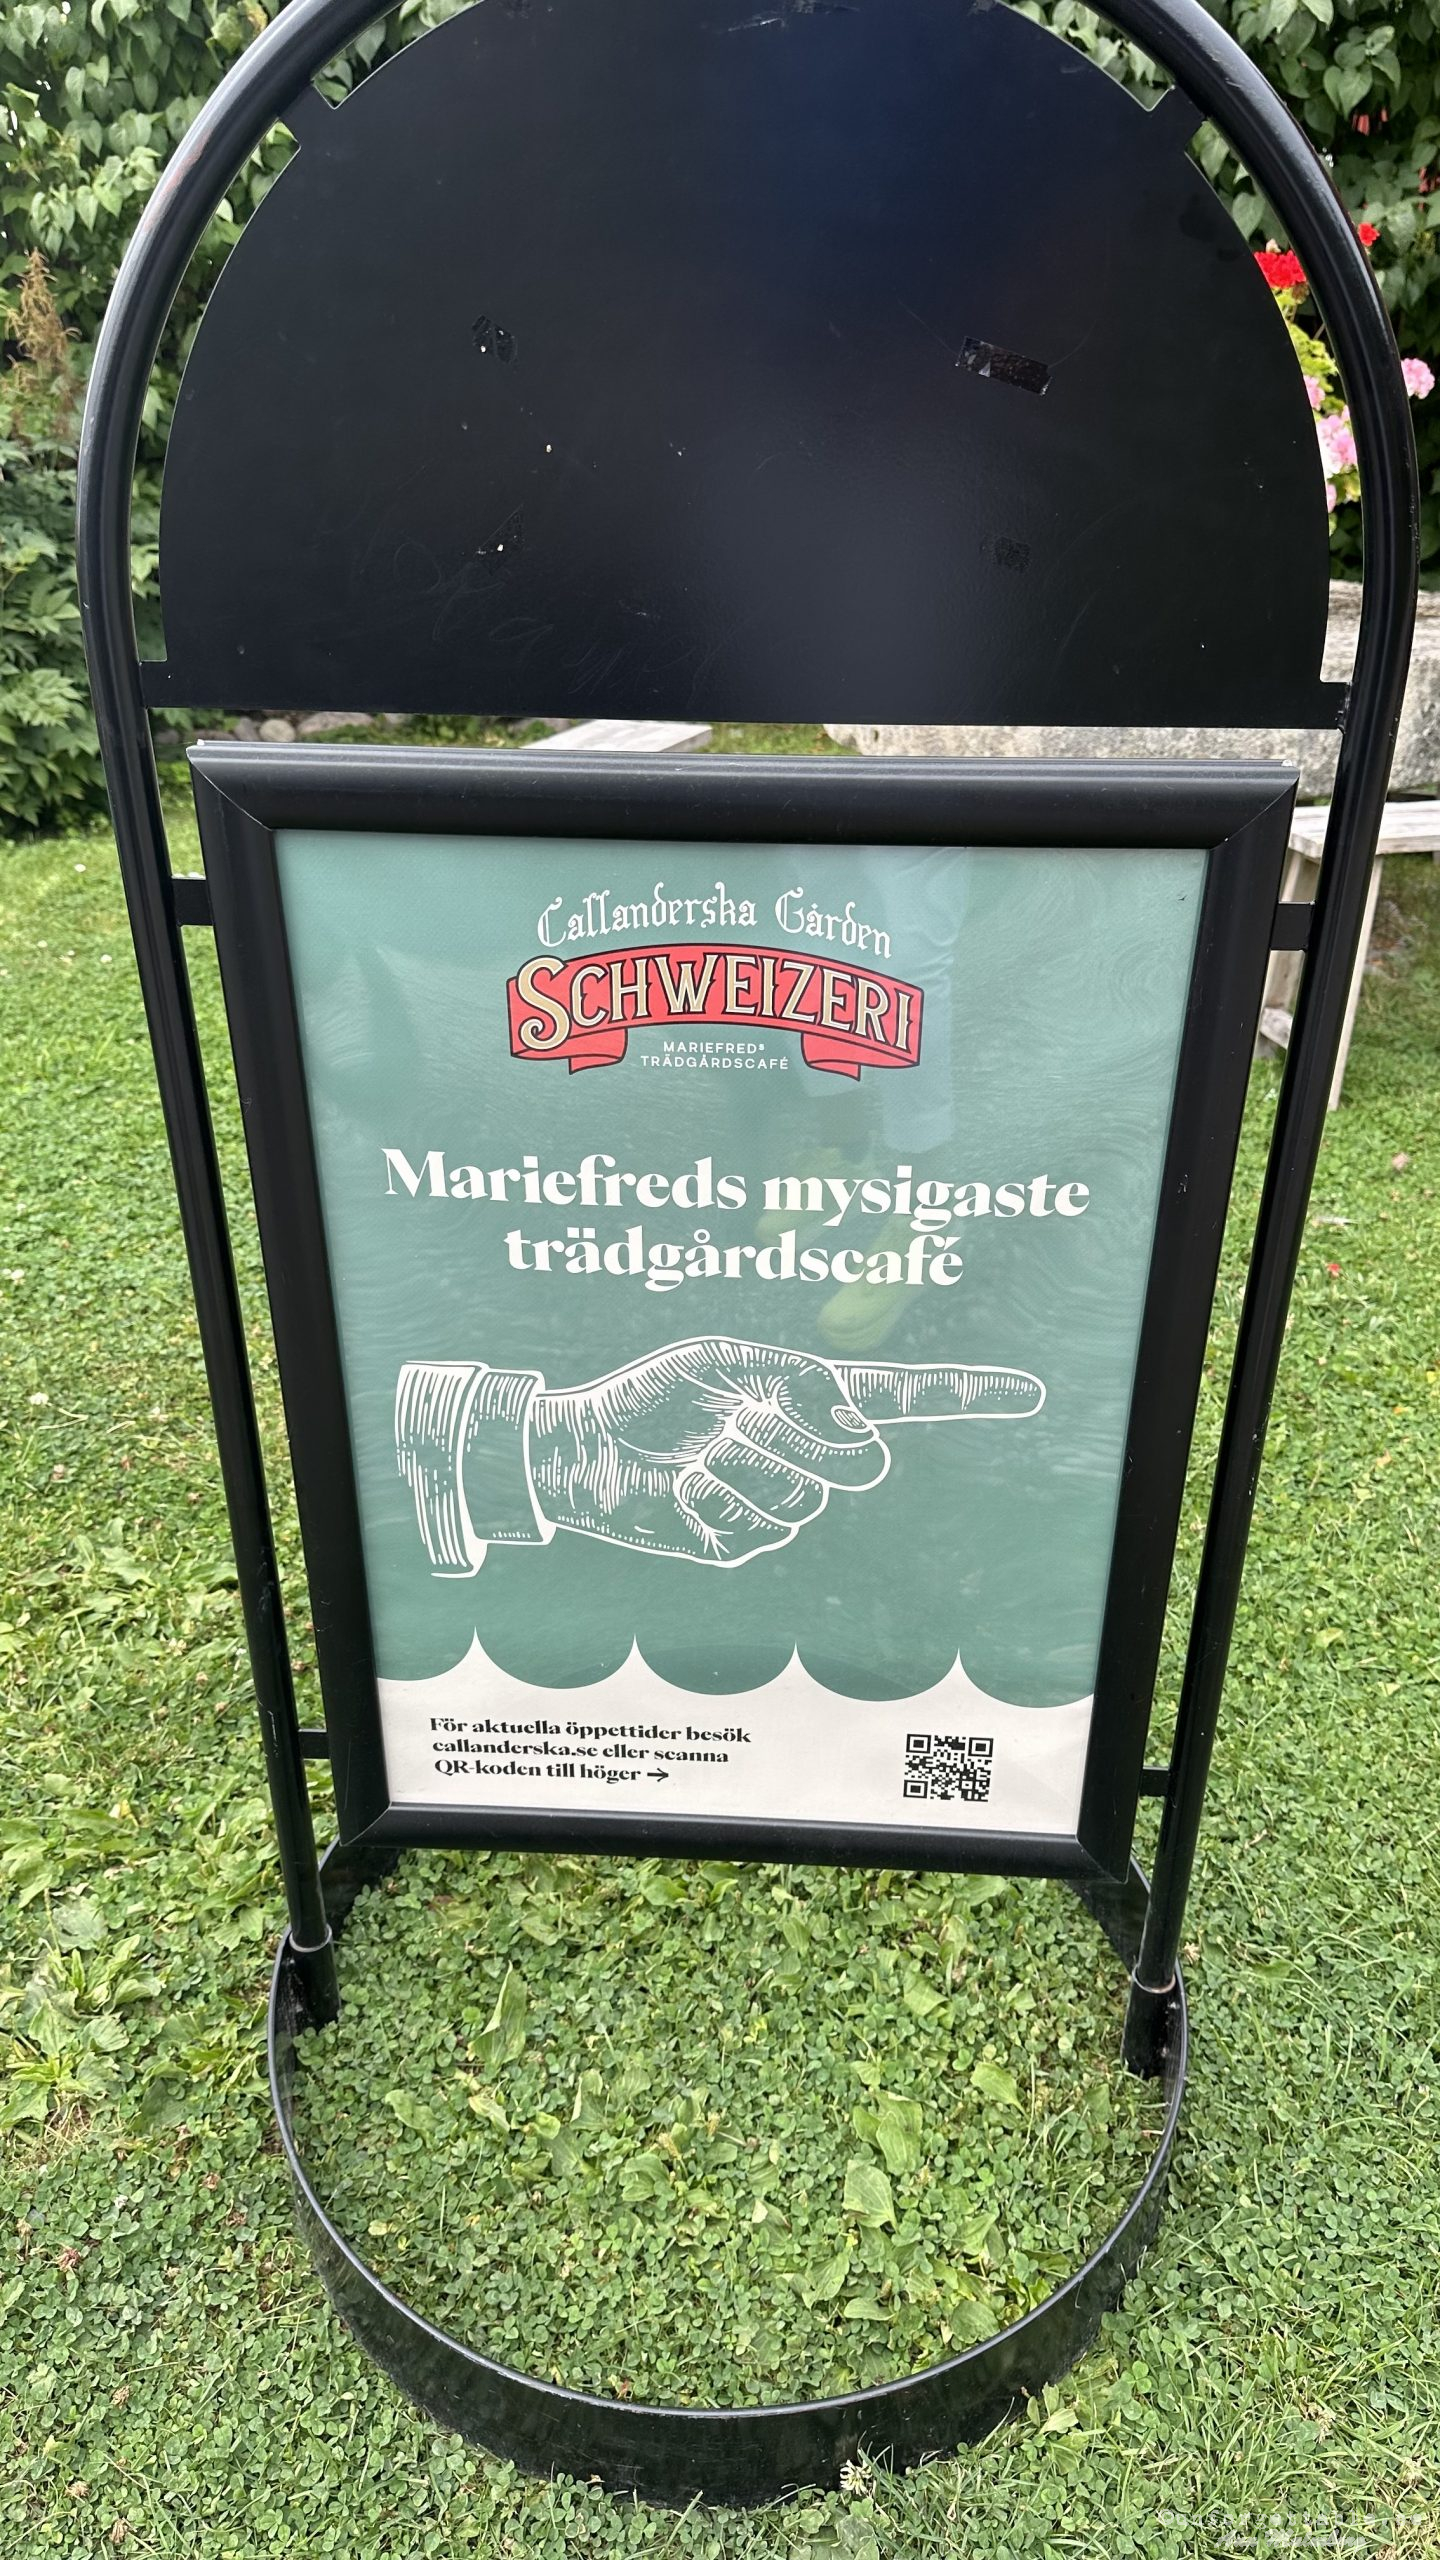 Callanderska Gården
SCHWEIZERI
MARIEFREDS
TRÄDGÅRDSCAFÉ
Mariefreds mysigaste
trädgårdscafé
För aktuella öppettider besök
callanderska.se eller scanna
QR-koden till höger →